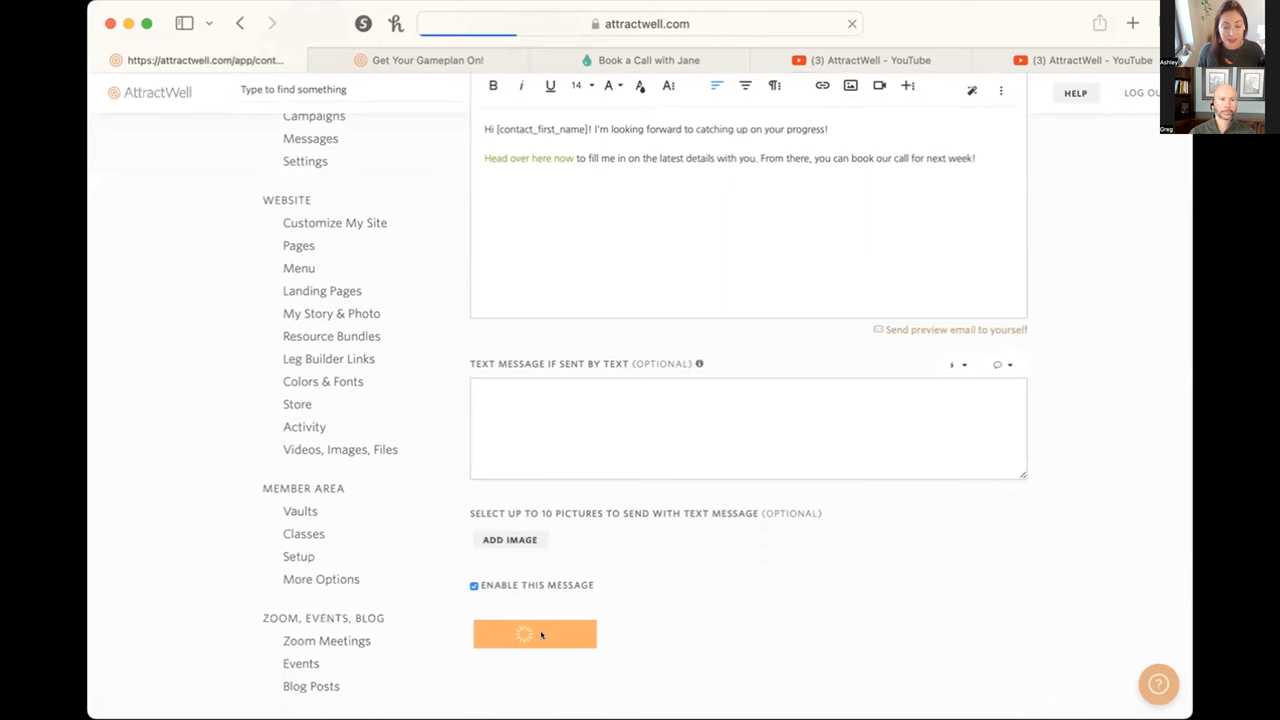 attractwell.com
https://attractwell.com/app/cont...
Get Your Gameplan On!
Book a Call with Jane
(3) AttractWell - YouTube
(3) AttractWell - YouTube
Ashley
Greg
AttractWell
Type to find something
HELP
LOG OU
B i U 14 A A A
Campaigns
Messages
Settings
WEBSITE
Customize My Site
Pages
Menu
Landing Pages
My Story & Photo
Resource Bundles
Leg Builder Links
Colors & Fonts
Store
Activity
Videos, Images, Files
MEMBER AREA
Vaults
Classes
Setup
More Options
ZOOM, EVENTS, BLOG
Zoom Meetings
Events
Blog Posts
Hi [contact_first_name]! I'm looking forward to catching up on your progress!
Head over here now to fill me in on the latest details with you. From there, you can book our call for next week!
Send preview email to yourself
TEXT MESSAGE IF SENT BY TEXT (OPTIONAL)
SELECT UP TO 10 PICTURES TO SEND WITH TEXT MESSAGE (OPTIONAL)
ADD IMAGE
ENABLE THIS MESSAGE